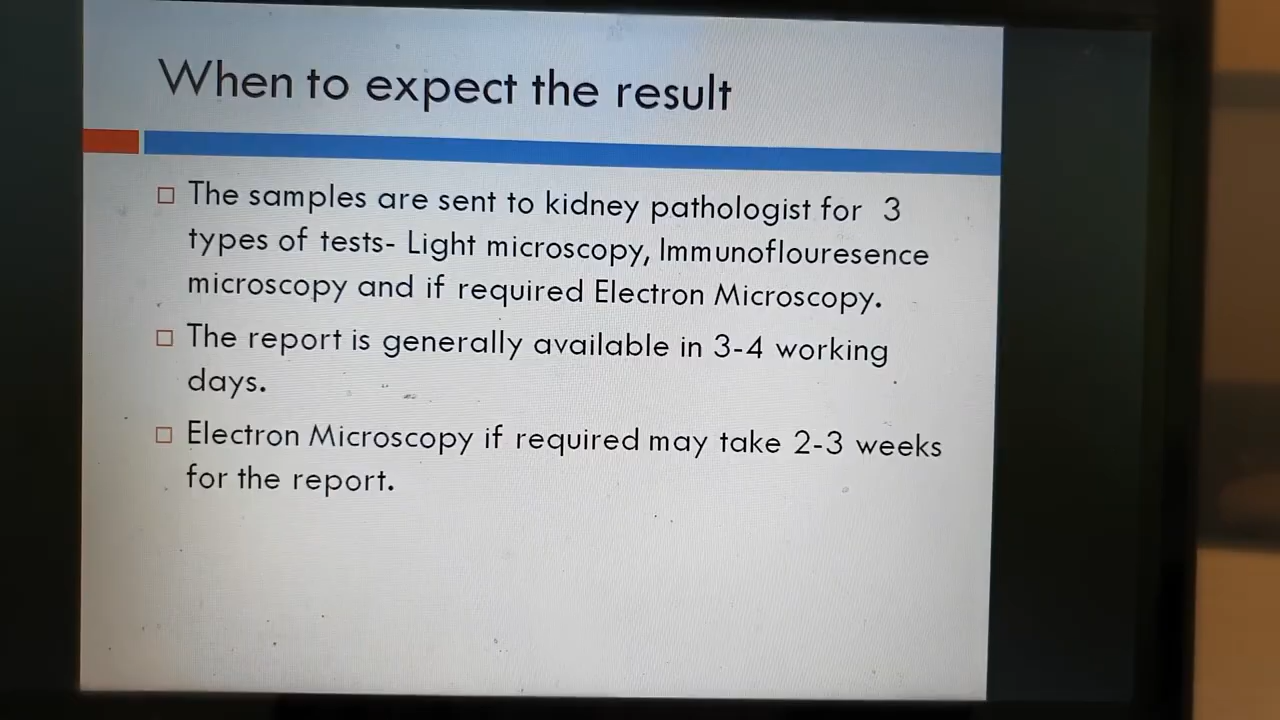 When to expect the result
The samples are sent to kidney pathologist for 3
types of tests- Light microscopy, Immunoflouresence
microscopy and if required Electron Microscopy.
The report is generally available in 3-4 working
days.
Electron Microscopy if required may take 2-3 weeks
for the report.